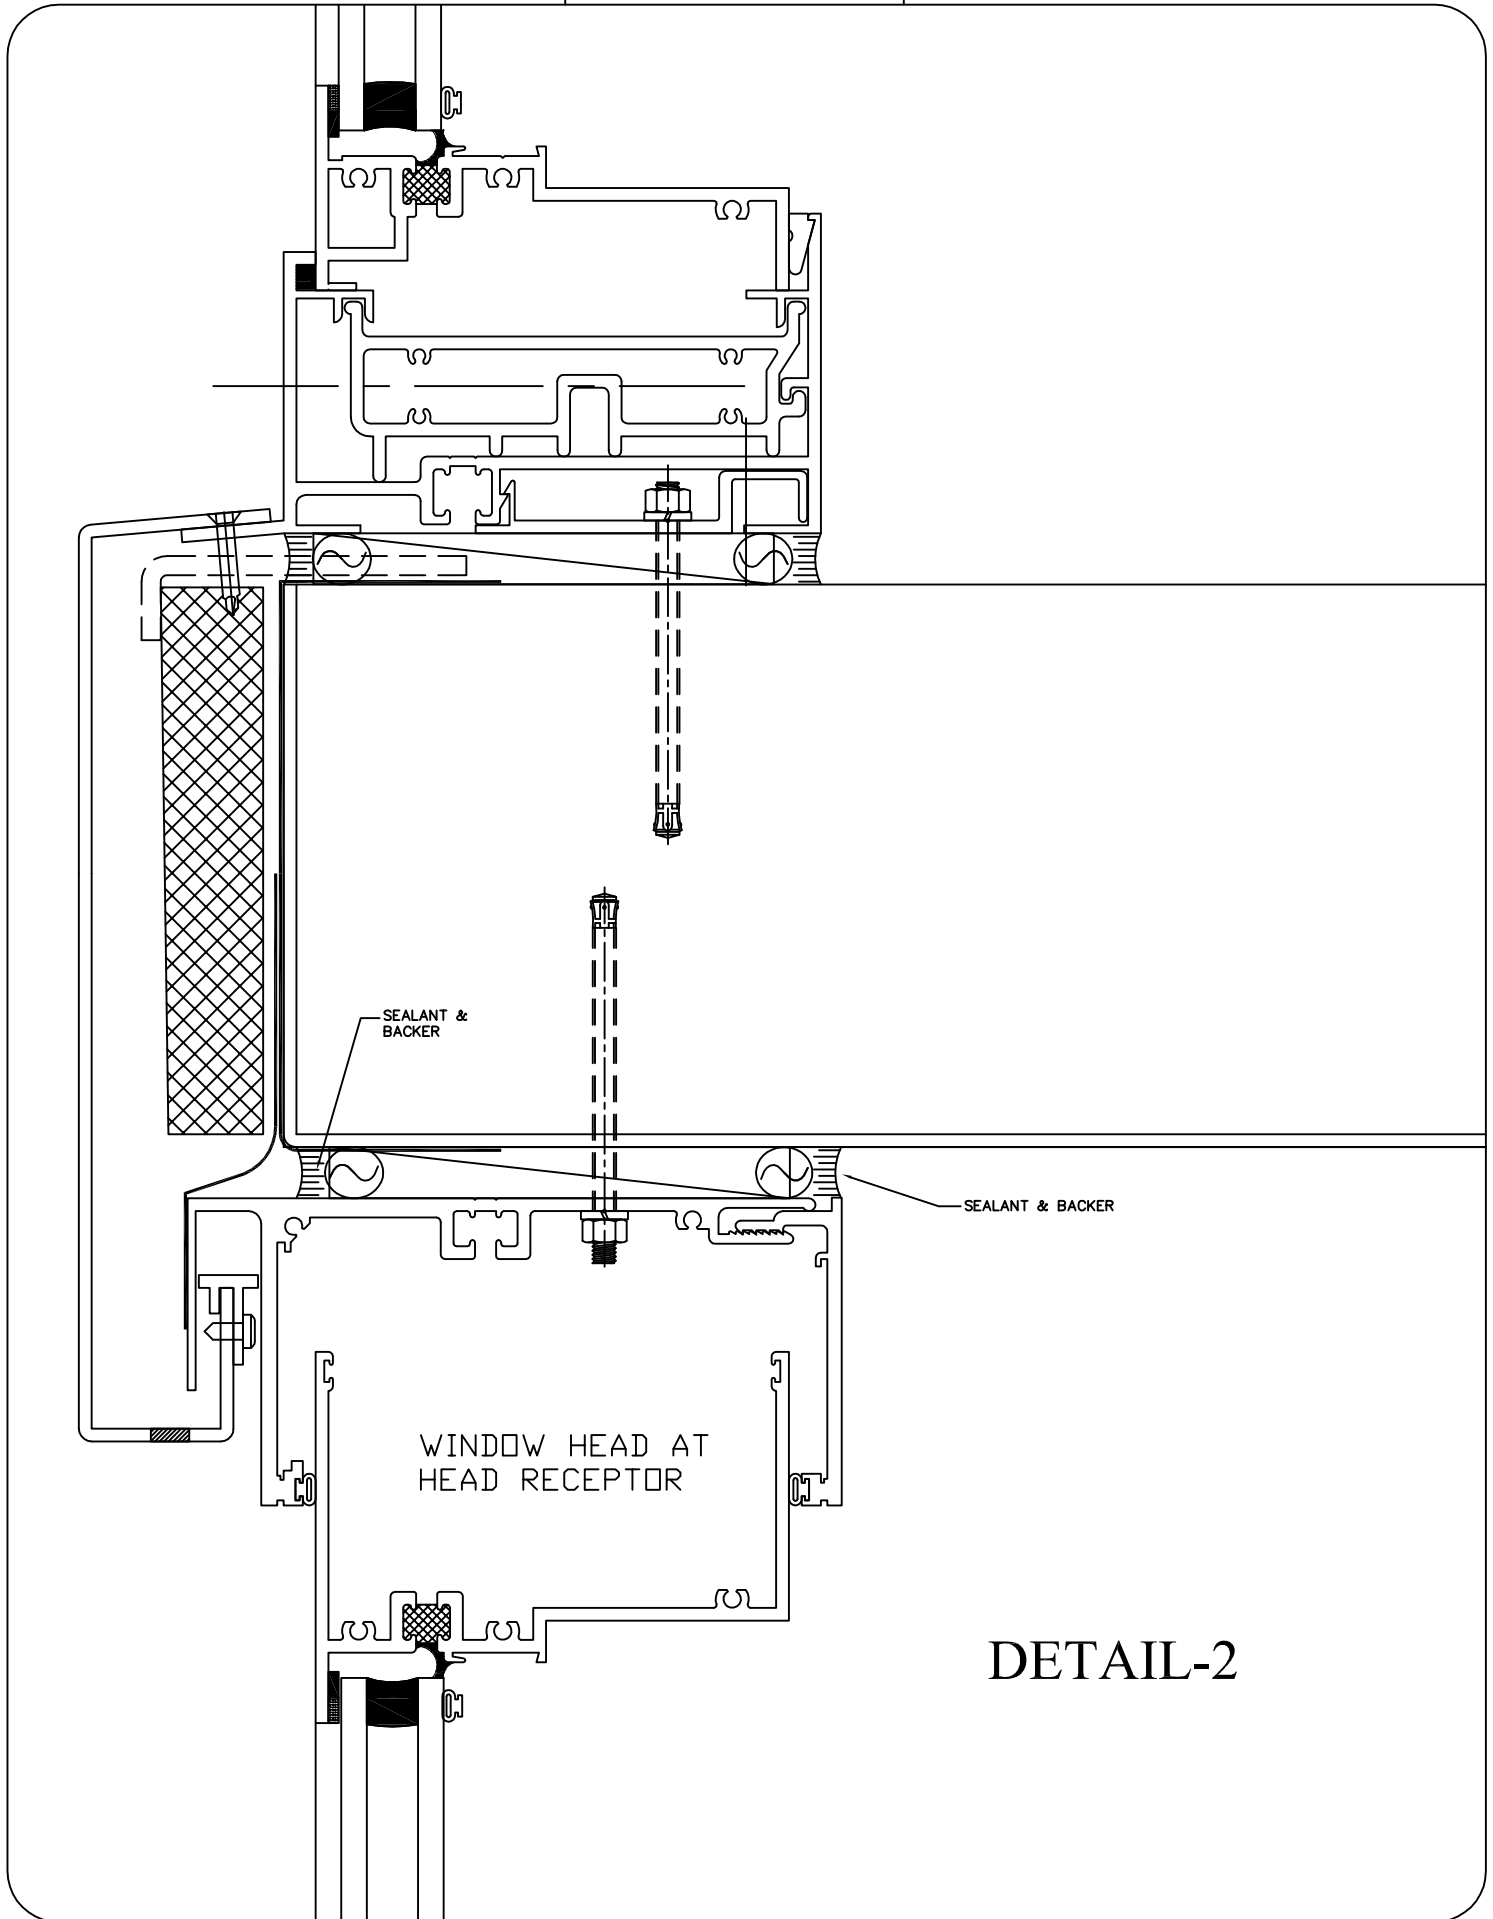 SEALANT &
BACKER
SEALANT & BACKER
WINDOW HEAD AT
HEAD RECEPTOR
DETAIL-2